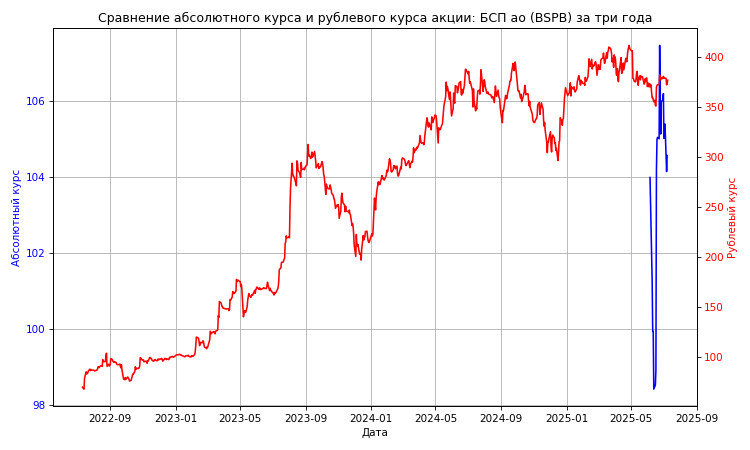 Сравнение абсолютного курса и рублевого курса акции: БСП ао (BSPB) за три года
Абсолютный курс
106
104
102
100
98
400
350
300
250
200
150
100
Рублевый курс
2022-09 2023-01 2023-05 2023-09 2024-01 2024-05 2024-09 2025-01 2025-05 2025-09
Дата